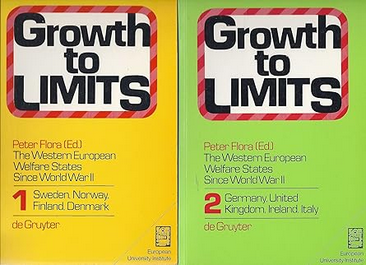 Growth
to
LIMITS
Peter Flora (Ed.)
The Western European
Welfare States
Since World War II
1 Sweden, Norway,
Finland, Denmark
de Gruyter
European
University Institute
Growth
to
LIMITS
Peter Flora (Ed.)
The Western European
Welfare States
Since World War II
2 Germany, United
Kingdom, Ireland, Italy
de Gruyter
European
University Institute